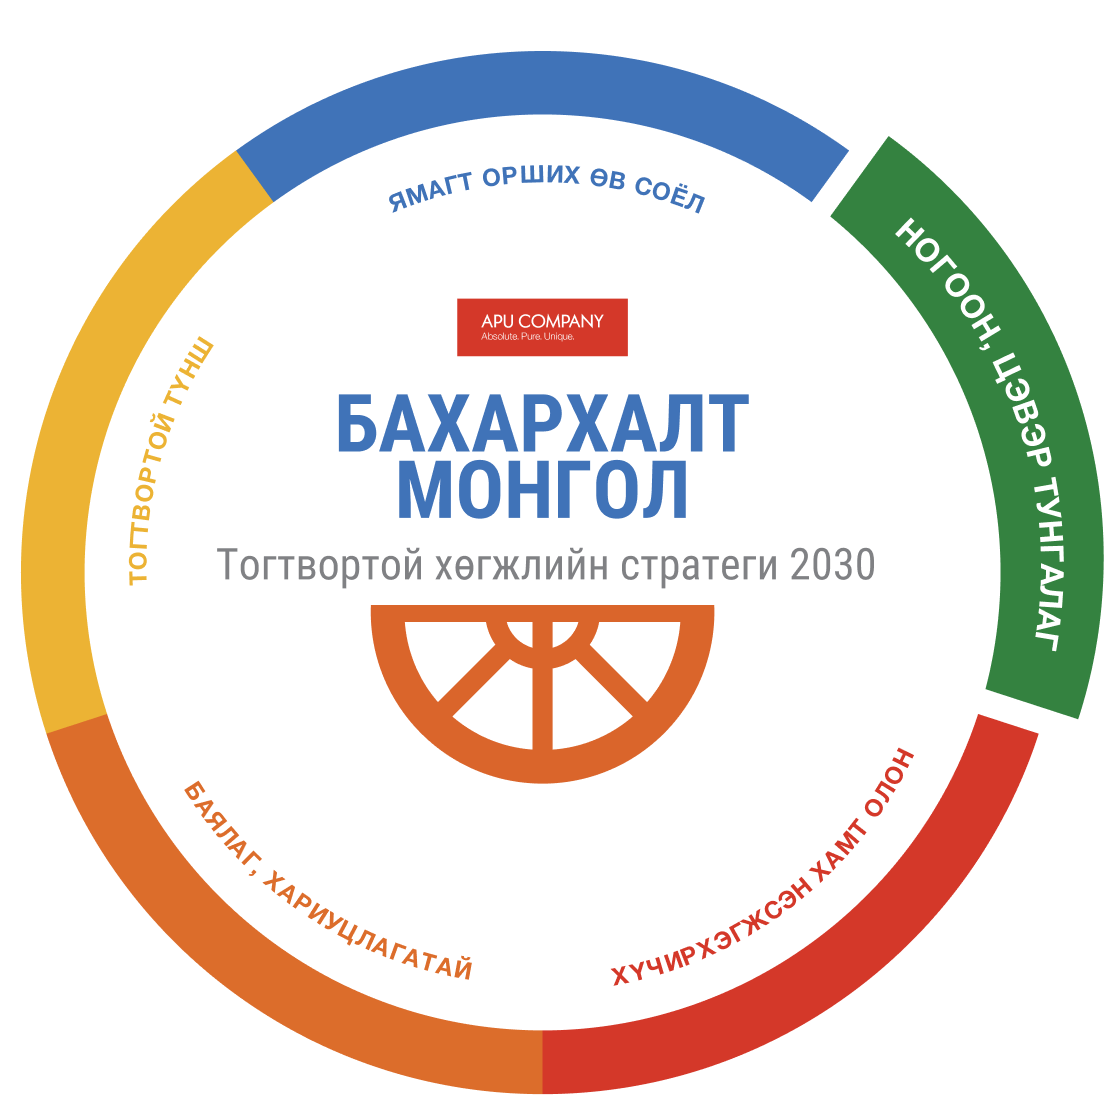 ЯМАГТ ОРШИХ ӨВ СОЁЛ
НОГООН, ЦЭВЭР ТУНГАЛАГ
APU COMPANY
Absolute. Pure. Unique.
БАХАРХАЛТ
МОНГОЛ
Тогтвортой хөгжлийн стратеги 2030
ТОГТВОРТОЙ ТҮНШ
БАЯЛАГ, ХАРИУЦЛАГАТАЙ
ХҮЧИРХЭГЖСЭН ХАМТ ОЛОН